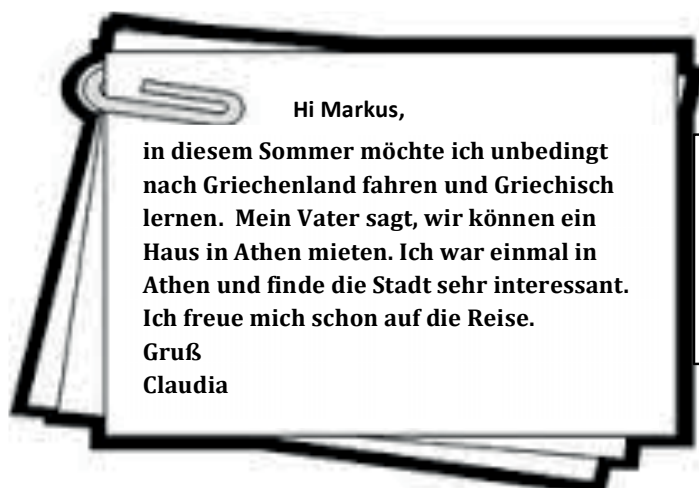 Hi Markus,
in diesem Sommer möchte ich unbedingt
nach Griechenland fahren und Griechisch
lernen.  Mein Vater sagt, wir können ein
Haus in Athen mieten. Ich war einmal in
Athen und finde die Stadt sehr interessant.
Ich freue mich schon auf die Reise.
Gruß
Claudia